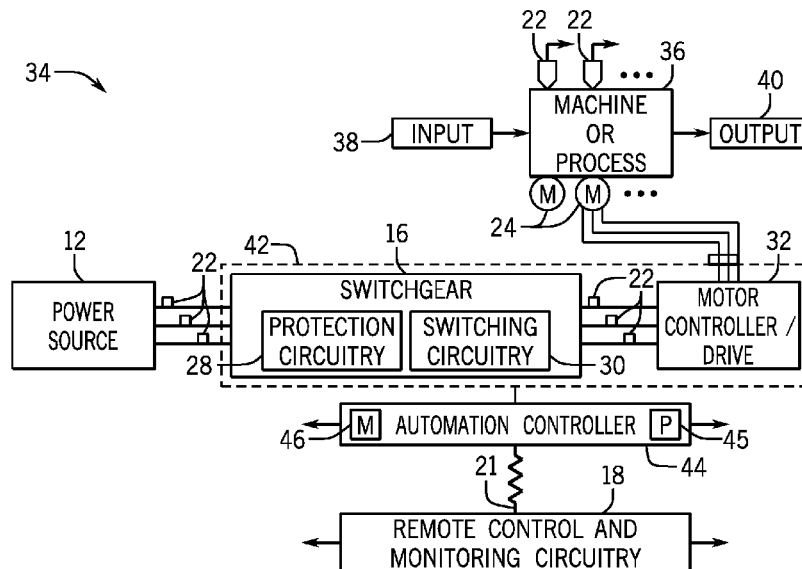 22 22
34
36
40
MACHINE
OR
PROCESS
INPUT
OUTPUT
38
M M
24
12
42
16
32
22
22
SWITCHGEAR
POWER
SOURCE
PROTECTION
CIRCUITRY
SWITCHING
CIRCUITRY
MOTOR
CONTROLLER /
DRIVE
22
28
30
46
M AUTOMATION CONTROLLER P
45
44
21
18
REMOTE CONTROL AND
MONITORING CIRCUITRY